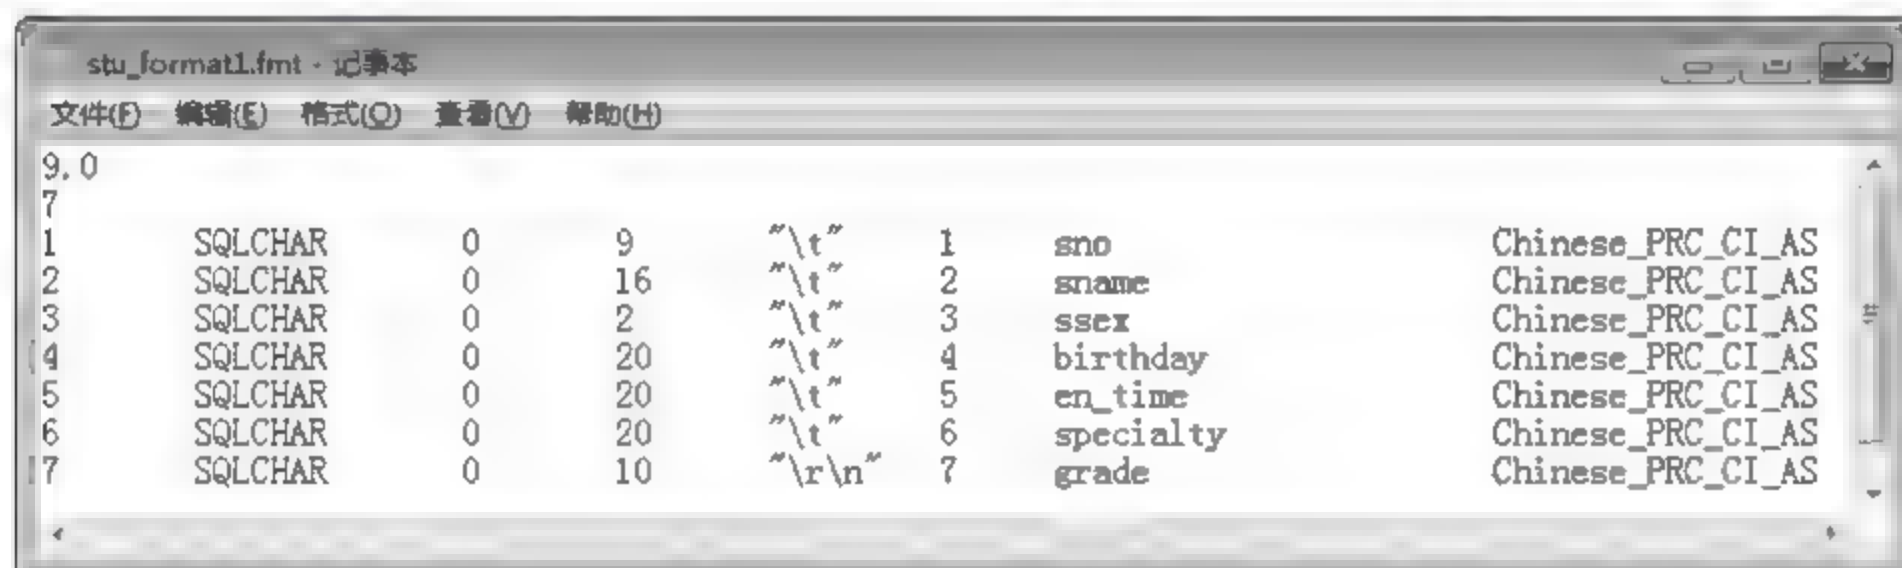 stu_format1.fmt - 记事本
文件(F) 编辑(E) 格式(O) 查看(V) 帮助(H)
9.0
7
1 SQLCHAR 0 9 "\t" 1 sno Chinese_PRC_CI_AS
2 SQLCHAR 0 16 "\t" 2 sname Chinese_PRC_CI_AS
3 SQLCHAR 0 2 "\t" 3 ssex Chinese_PRC_CI_AS
4 SQLCHAR 0 20 "\t" 4 birthday Chinese_PRC_CI_AS
5 SQLCHAR 0 20 "\t" 5 en_time Chinese_PRC_CI_AS
6 SQLCHAR 0 20 "\t" 6 specialty Chinese_PRC_CI_AS
7 SQLCHAR 0 10 "\r\n" 7 grade Chinese_PRC_CI_AS